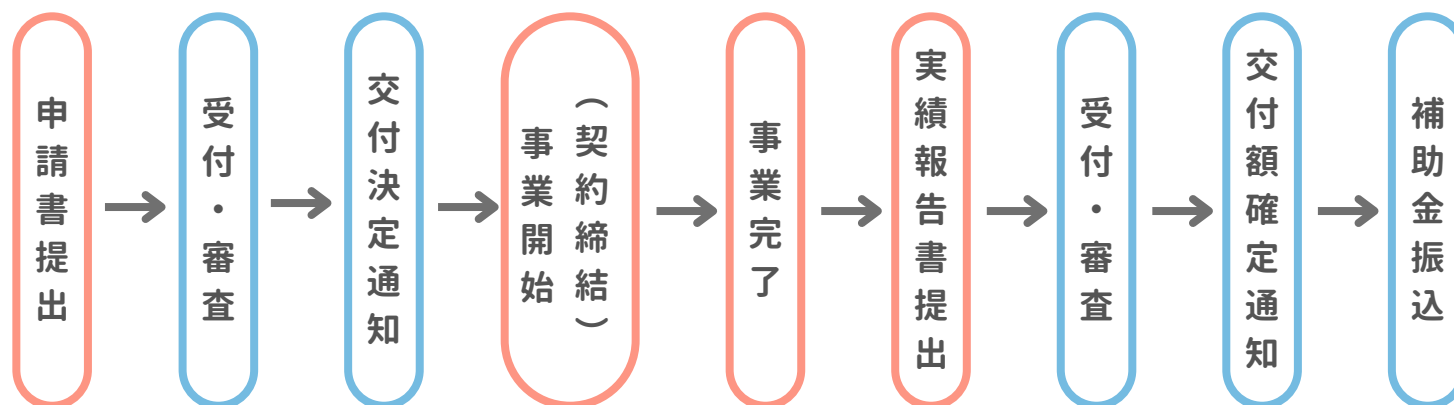 申請書提出
受付・審査
交付決定通知
（契約締結）
事業開始
事業完了
実績報告書提出
受付・審査
交付額確定通知
補助金振込